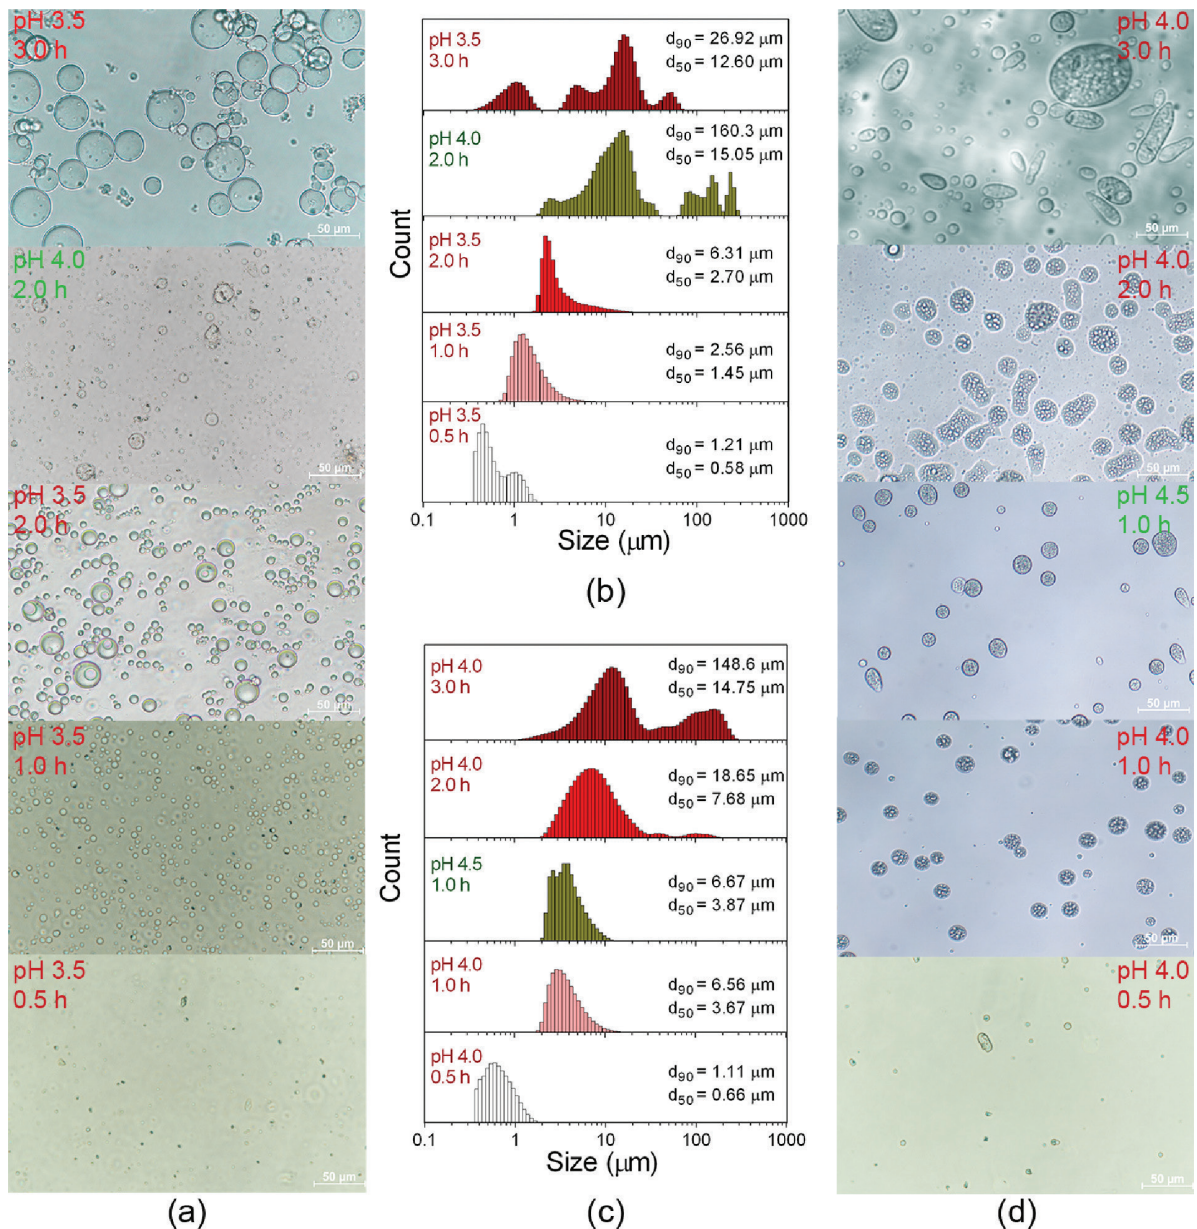 pH 3.5
3.0 h
50 µm
pH 4.0
2.0 h
50 µm
pH 3.5
2.0 h
50 µm
pH 3.5
1.0 h
50 µm
pH 3.5
0.5 h
50 µm
(a)
pH 3.5
3.0 h
d90 = 26.92 µm
d50 = 12.60 µm
pH 4.0
2.0 h
d90 = 160.3 µm
d50 = 15.05 µm
pH 3.5
2.0 h
d90 = 6.31 µm
d50 = 2.70 µm
pH 3.5
1.0 h
d90 = 2.56 µm
d50 = 1.45 µm
pH 3.5
0.5 h
d90 = 1.21 µm
d50 = 0.58 µm
Count
0.1 1 10 100 1000
Size (µm)
(b)
pH 4.0
3.0 h
d90 = 148.6 µm
d50 = 14.75 µm
pH 4.0
2.0 h
d90 = 18.65 µm
d50 = 7.68 µm
pH 4.5
1.0 h
d90 = 6.67 µm
d50 = 3.87 µm
pH 4.0
1.0 h
d90 = 6.56 µm
d50 = 3.67 µm
pH 4.0
0.5 h
d90 = 1.11 µm
d50 = 0.66 µm
Count
0.1 1 10 100 1000
Size (µm)
(c)
pH 4.0
3.0 h
50 µm
pH 4.0
2.0 h
50 µm
pH 4.5
1.0 h
50 µm
pH 4.0
1.0 h
50 µm
pH 4.0
0.5 h
50 µm
(d)